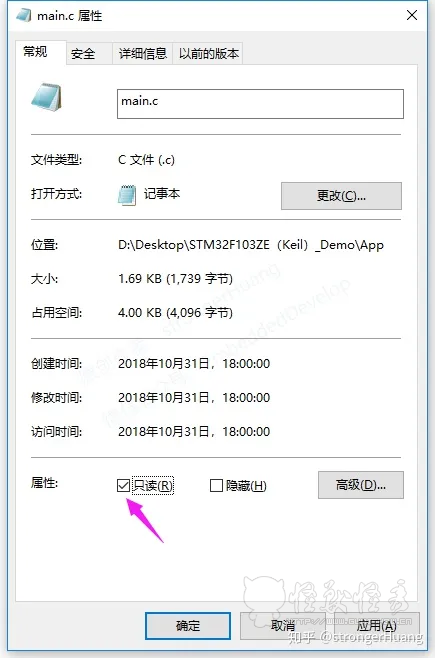 main.c 属性
常规 安全 详细信息 以前的版本
main.c
文件类型: C 文件 (.c)
打开方式: 记事本 更改(C)...
位置: D:\Desktop\STM32F103ZE（Keil）_Demo\App
大小: 1.69 KB (1,739 字节)
占用空间: 4.00 KB (4,096 字节)
创建时间: 2018年10月31日，18:00:00
修改时间: 2018年10月31日，18:00:00
访问时间: 2018年10月31日，18:00:00
属性: 只读(R) 隐藏(H) 高级(D)...
确定 取消 应用(A)
知乎 @strongerhuang